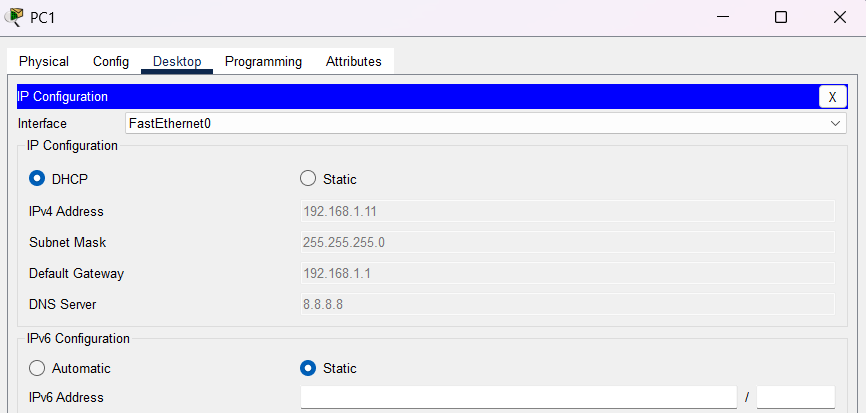 PC1
Physical Config Desktop Programming Attributes
IP Configuration X
Interface FastEthernet0
IP Configuration
DHCP Static
IPv4 Address 192.168.1.11
Subnet Mask 255.255.255.0
Default Gateway 192.168.1.1
DNS Server 8.8.8.8
IPv6 Configuration
Automatic Static
IPv6 Address /